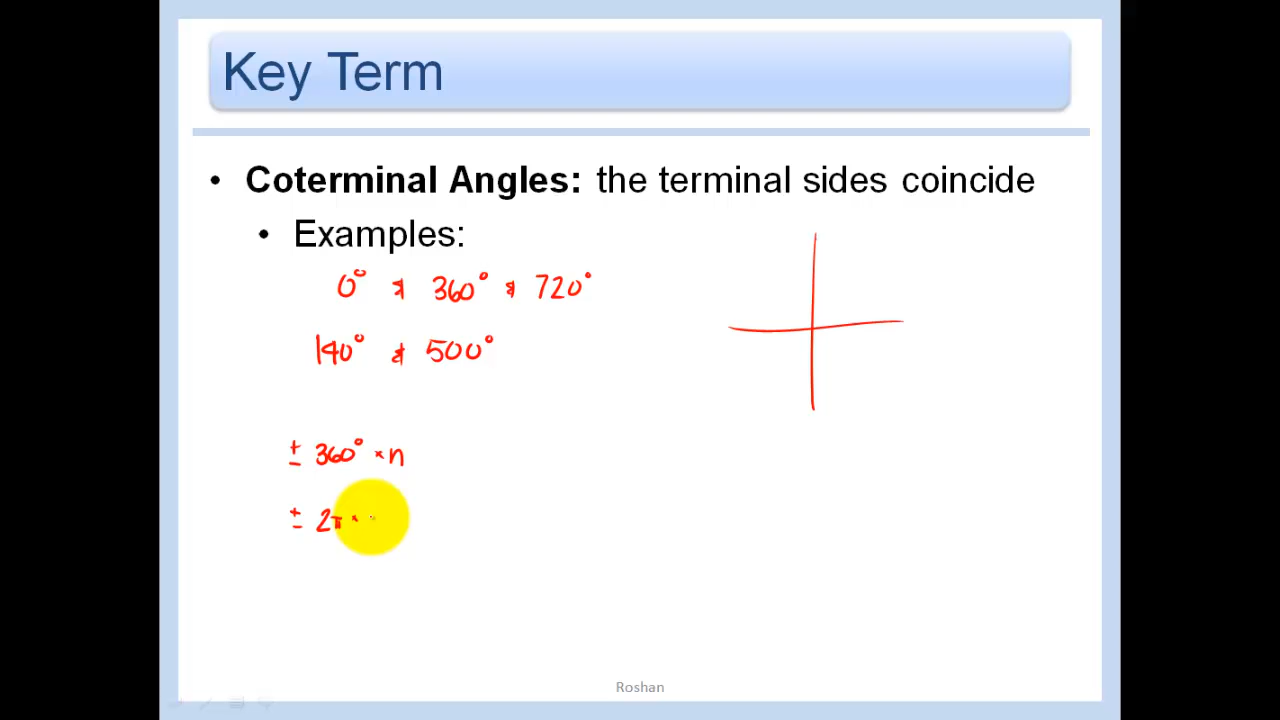 Key Term
• Coterminal Angles: the terminal sides coincide
• Examples:
0° & 360° & 720°
140° & 500°
± 360° × n
± 2π ×
Roshan